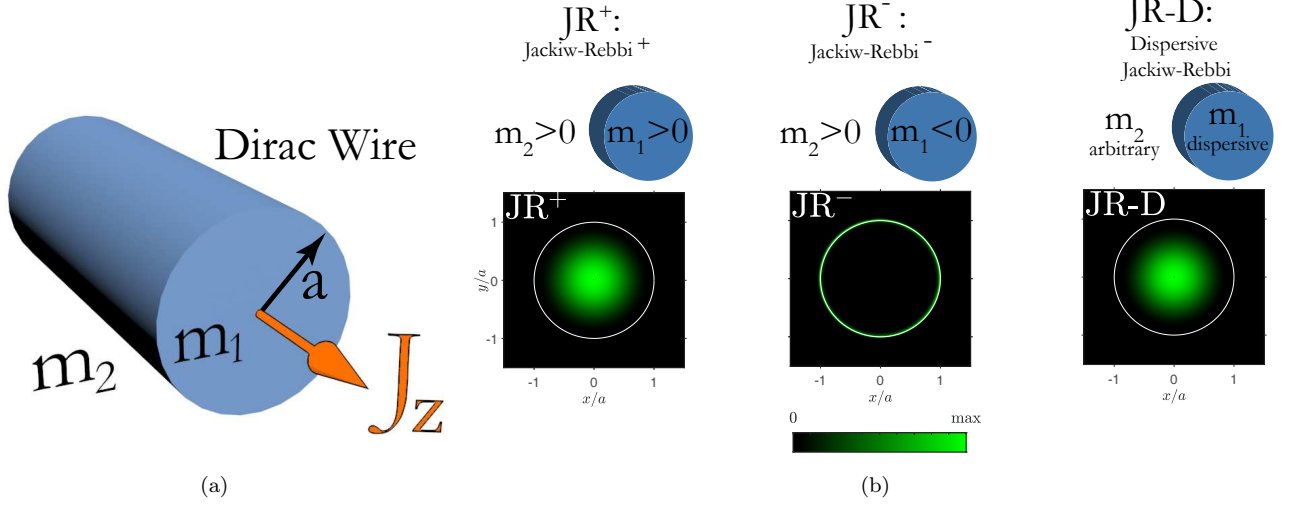 Dirac Wire
a
m1
m2
Jz
(a)
JR+:
Jackiw-Rebbi+
m2>0
m1>0
JR+
1
0
-1
y/a
-1 0 1
x/a
JR-:
Jackiw-Rebbi-
m2>0
m1<0
JR−
-1 0 1
x/a
0 max
JR-D:
Dispersive
Jackiw-Rebbi
m2
arbitrary
m1
dispersive
JR-D
-1 0 1
x/a
(b)